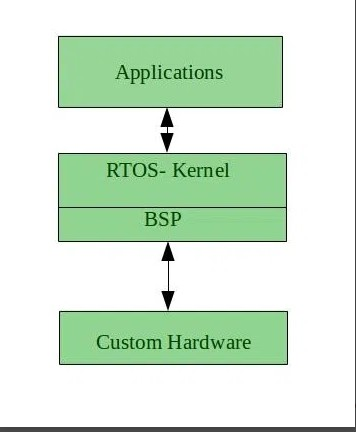 Applications
RTOS- Kernel
BSP
Custom Hardware